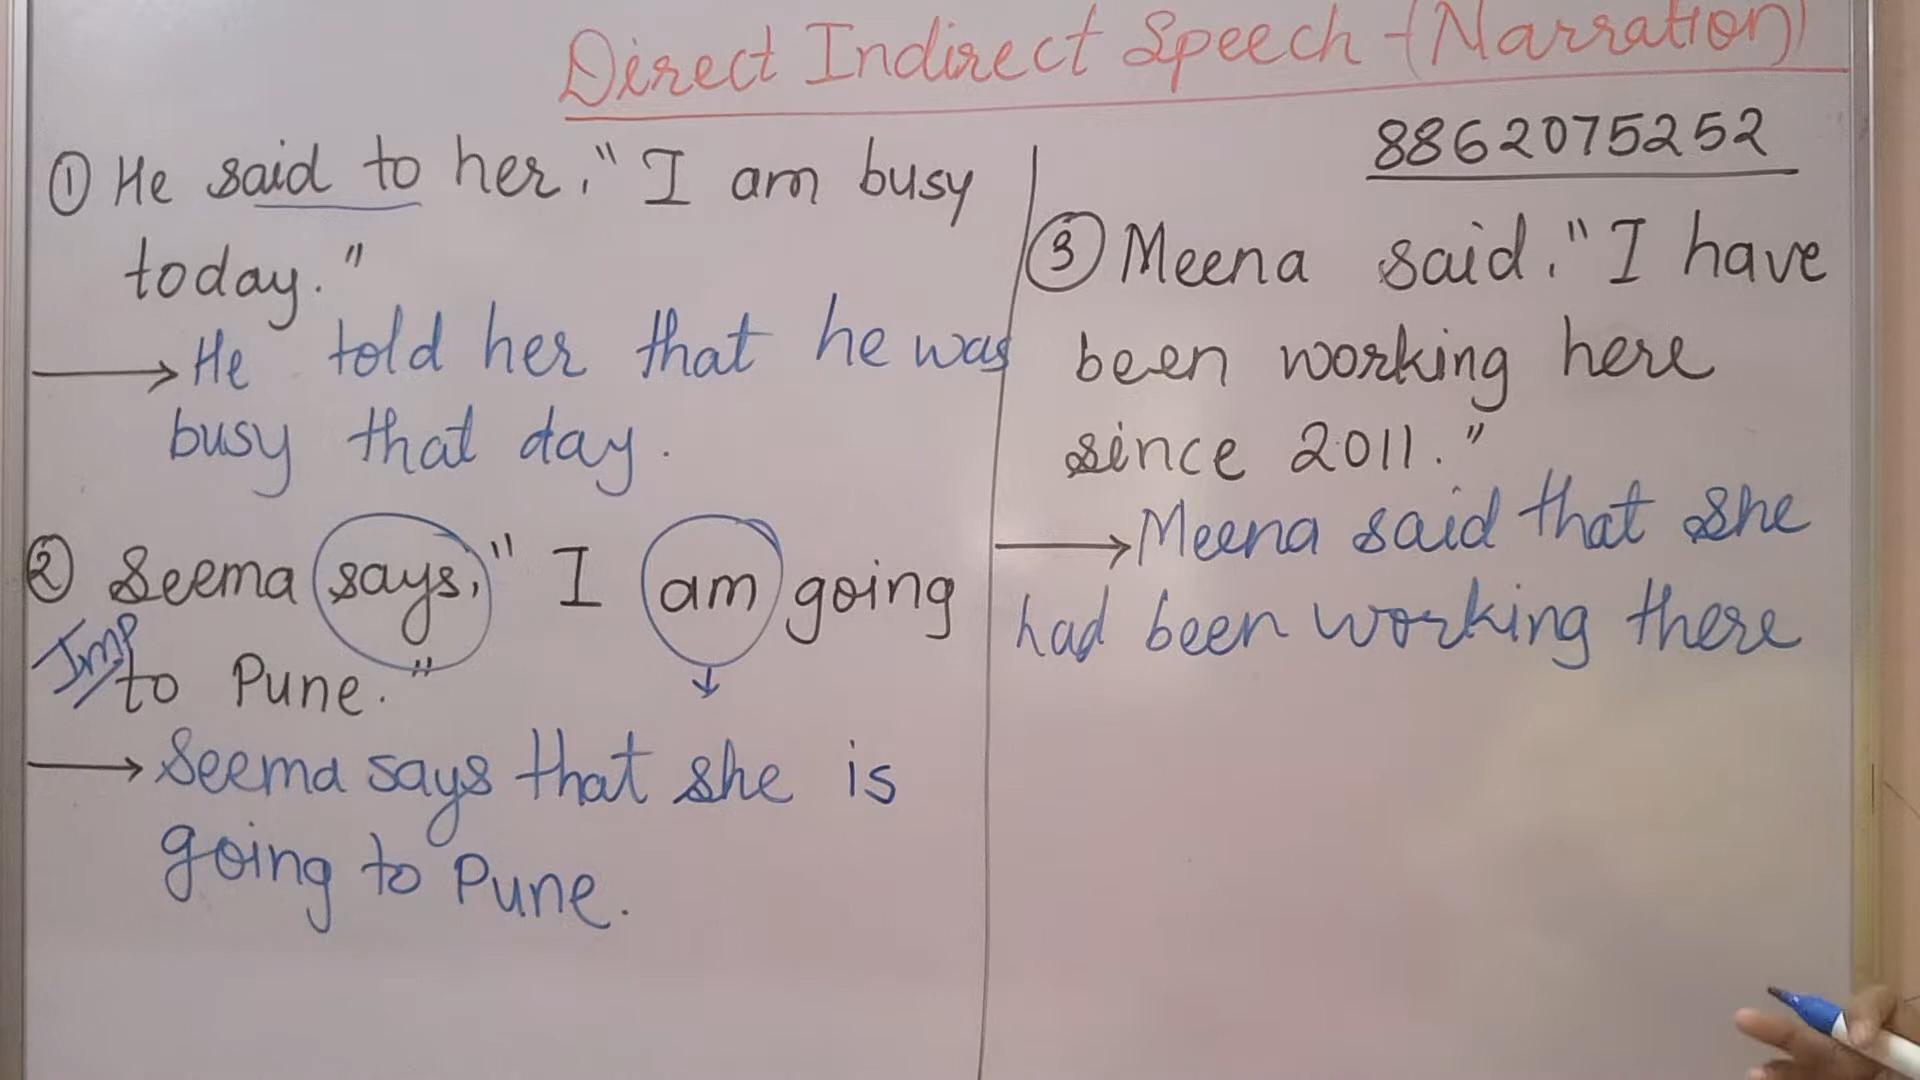 Direct Indirect Speech - (Narration)
① He said to her, "I am busy
today."
→ He told her that he was
busy that day.
② Seema says, "I am going
Imp
to Pune."
→ Seema says that she is
going to Pune.
8862075252
③ Meena said, "I have
been working here
since 2011."
→ Meena said that she
had been working there